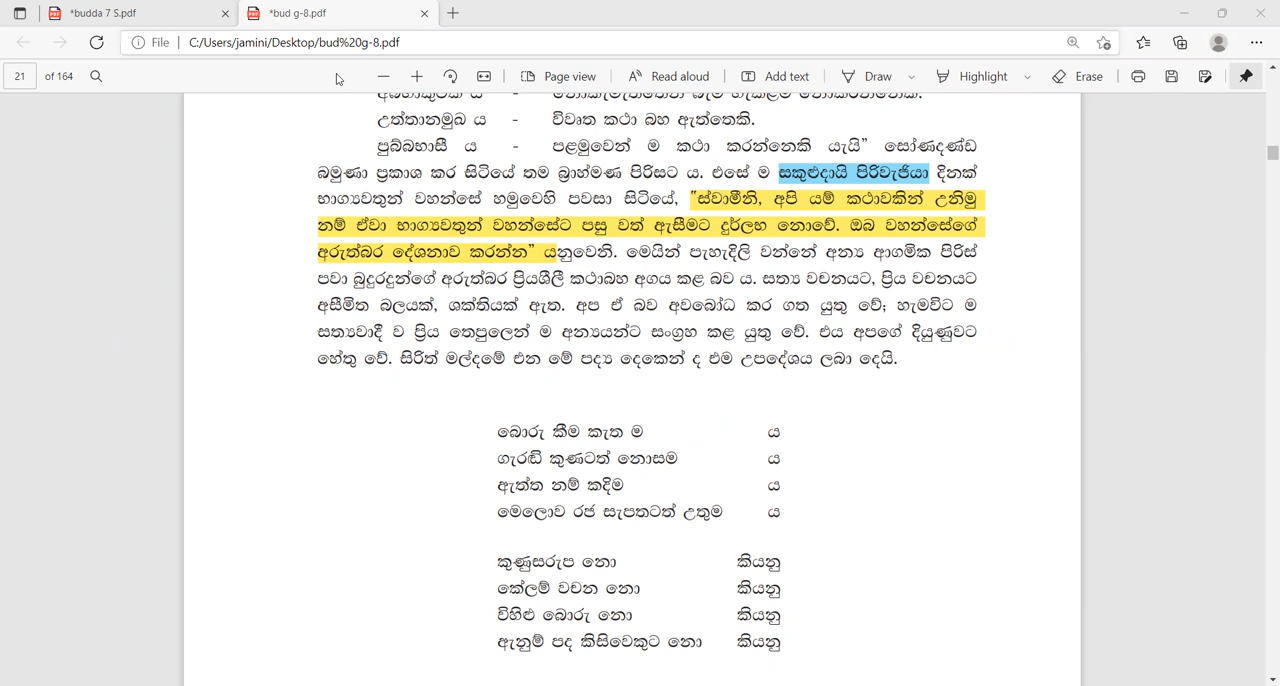 *budda 7 S.pdf
*bud g-8.pdf
File C:/Users/jamini/Desktop/bud%20g-8.pdf
21 of 164 Page view Read aloud Add text Draw Highlight Erase
උත්තානමුඛ ය - විවෘත කථා බහ ඇත්තෙකි.
පුබ්බභාසී ය - පළමුවෙන් ම කථා කරන්නෙකි යැයි” සෝණදණ්ඩ
බමුණා ප්‍රකාශ කර සිටියේ තම බ්‍රාහ්මණ පිරිසට ය. එසේ ම සකුළුදායි පිරිවැජියා දිනක්
භාග්‍යවතුන් වහන්සේ හමුවෙහි පවසා සිටියේ, “ස්වාමීනි, අපි යම් කථාවකින් උනිමු
නම් ඒවා භාග්‍යවතුන් වහන්සේට පසු වත් ඇසීමට දුර්ලභ නොවේ. ඔබ වහන්සේගේ
අරුත්බර දේශනාව කරන්න” යනුවෙනි. මෙයින් පැහැදිලි වන්නේ අන්‍ය ආගමික පිරිස්
පවා බුදුරදුන්ගේ අරුත්බර ප්‍රියශීලී කථාබහ අගය කළ බව ය. සත්‍ය වචනයට, ප්‍රිය වචනයට
අසීමිත බලයක්, ශක්තියක් ඇත. අප ඒ බව අවබෝධ කර ගත යුතු වේ; හැමවිට ම
සත්‍යවාදී ව ප්‍රිය තෙපුලෙන් ම අන්‍යයන්ට සංග්‍රහ කළ යුතු වේ. එය අපගේ දියුණුවට
හේතු වේ. සිරිත් මල්දමේ එන මේ පද්‍ය දෙකෙන් ද එම උපදේශය ලබා දෙයි.
බොරු කීම කැත ම ය
ගැරඬි කුණටත් නොසම ය
ඇත්ත නම් කදිම ය
මෙලොව රජ සැපතටත් උතුම ය
කුණුසරුප නො කියනු
කේලම් වචන නො කියනු
විහිළු බොරු නො කියනු
ඇනුම් පද කිසිවෙකුට නො කියනු